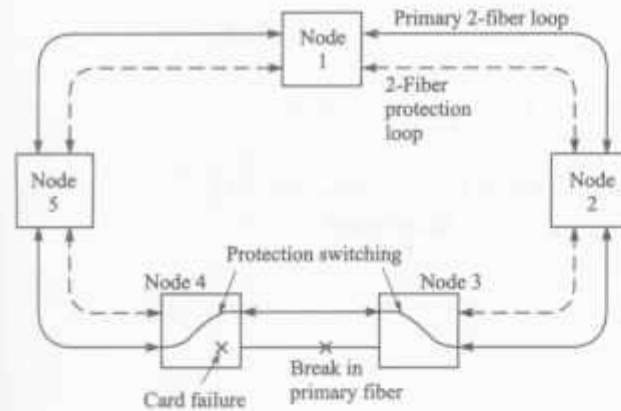 Node
1
Primary 2-fiber loop
2-Fiber
protection
loop
Node
5
Node
2
Protection switching
Node 4
Node 3
Card failure
Break in
primary fiber